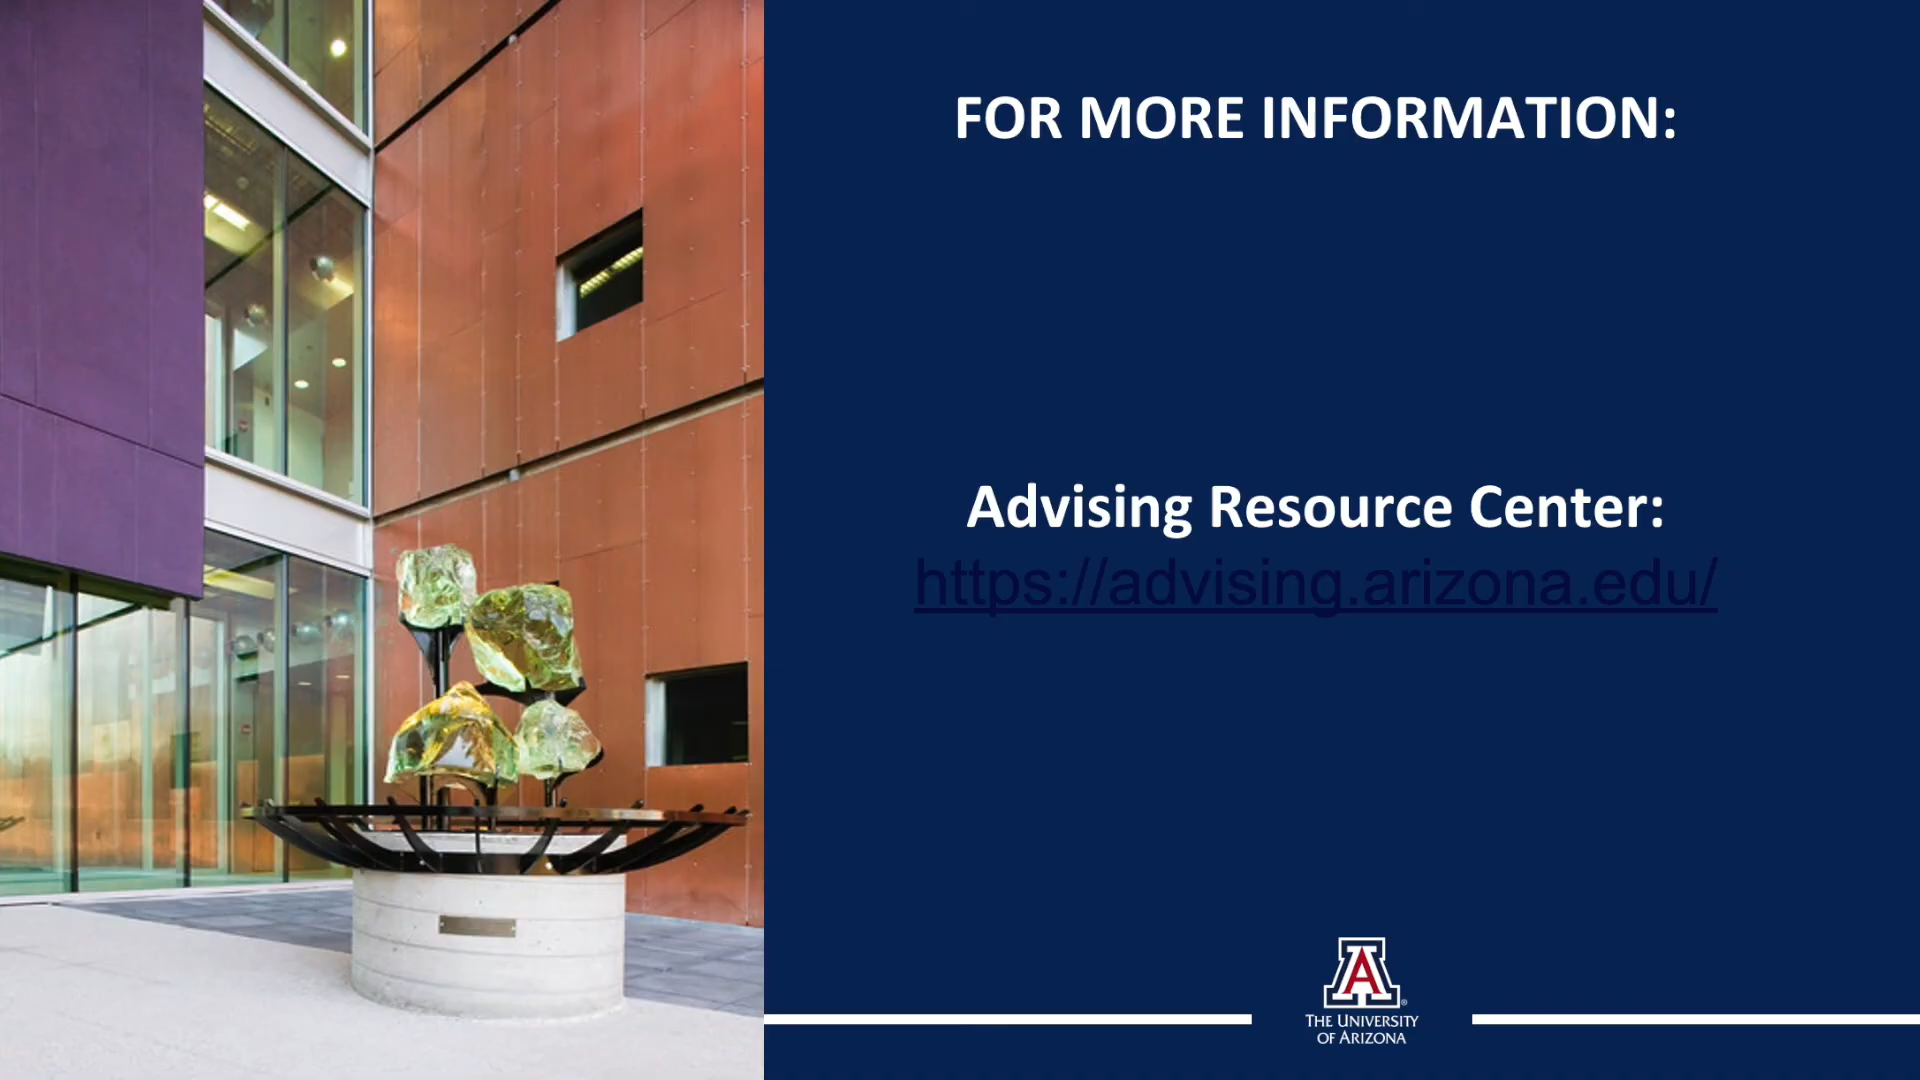 FOR MORE INFORMATION:
Advising Resource Center:
https://advising.arizona.edu/
A
THE UNIVERSITY
OF ARIZONA